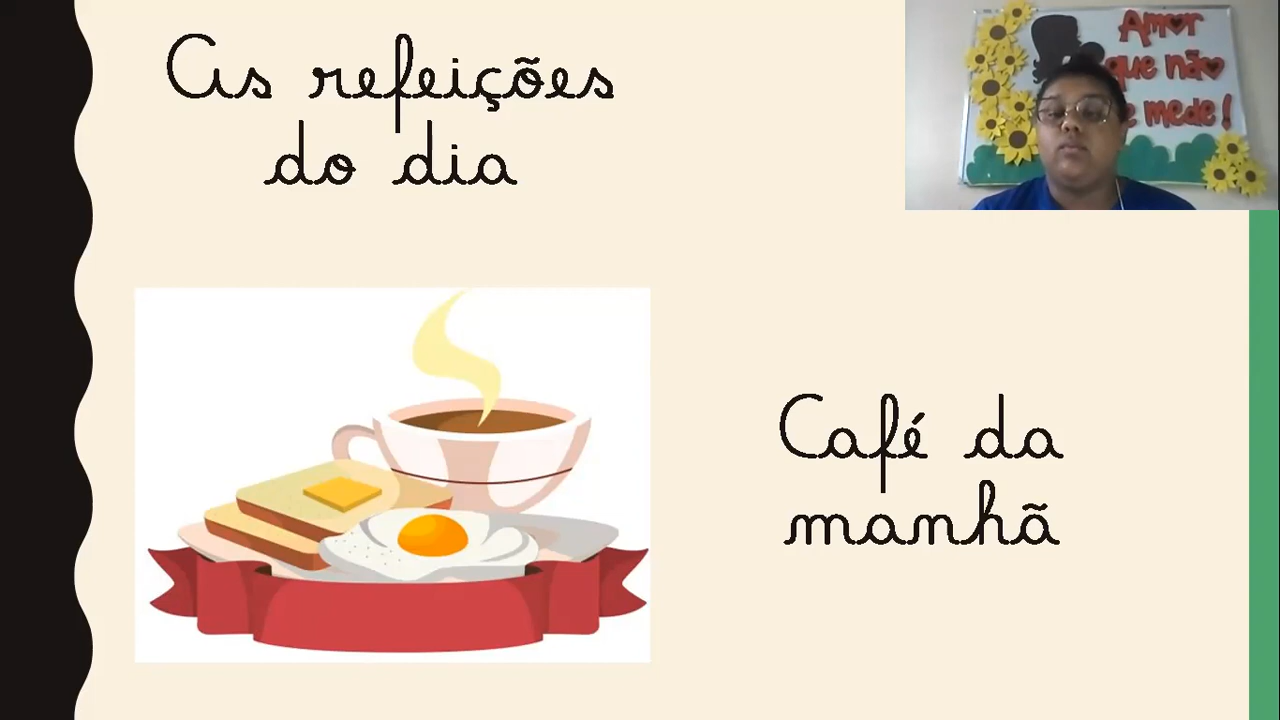 As refeições
do dia
Amor
que não
mede!
Café da
manhã